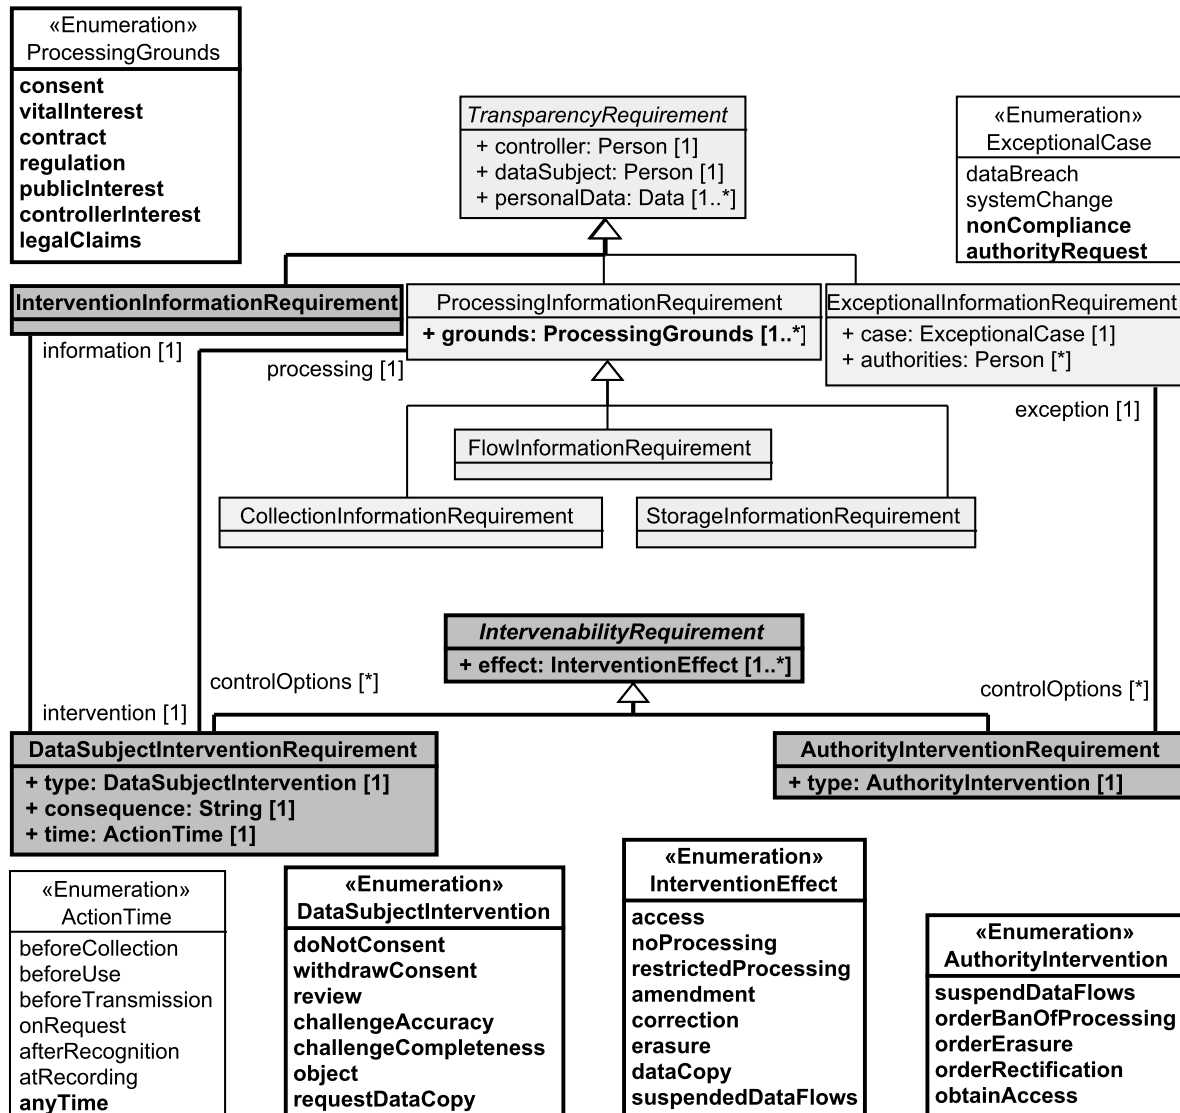 «Enumeration»
ProcessingGrounds
consent
vitalInterest
contract
regulation
publicInterest
controllerInterest
legalClaims
TransparencyRequirement
+ controller: Person [1]
+ dataSubject: Person [1]
+ personalData: Data [1..*]
«Enumeration»
ExceptionalCase
dataBreach
systemChange
nonCompliance
authorityRequest
InterventionInformationRequirement
ProcessingInformationRequirement
+ grounds: ProcessingGrounds [1..*]
ExceptionalInformationRequirement
+ case: ExceptionalCase [1]
+ authorities: Person [*]
information [1]
processing [1]
exception [1]
FlowInformationRequirement
CollectionInformationRequirement
StorageInformationRequirement
IntervenabilityRequirement
+ effect: InterventionEffect [1..*]
controlOptions [*]
controlOptions [*]
intervention [1]
DataSubjectInterventionRequirement
+ type: DataSubjectIntervention [1]
+ consequence: String [1]
+ time: ActionTime [1]
AuthorityInterventionRequirement
+ type: AuthorityIntervention [1]
«Enumeration»
ActionTime
beforeCollection
beforeUse
beforeTransmission
onRequest
afterRecognition
atRecording
anyTime
«Enumeration»
DataSubjectIntervention
doNotConsent
withdrawConsent
review
challengeAccuracy
challengeCompleteness
object
requestDataCopy
«Enumeration»
InterventionEffect
access
noProcessing
restrictedProcessing
amendment
correction
erasure
dataCopy
suspendedDataFlows
«Enumeration»
AuthorityIntervention
suspendDataFlows
orderBanOfProcessing
orderErasure
orderRectification
obtainAccess